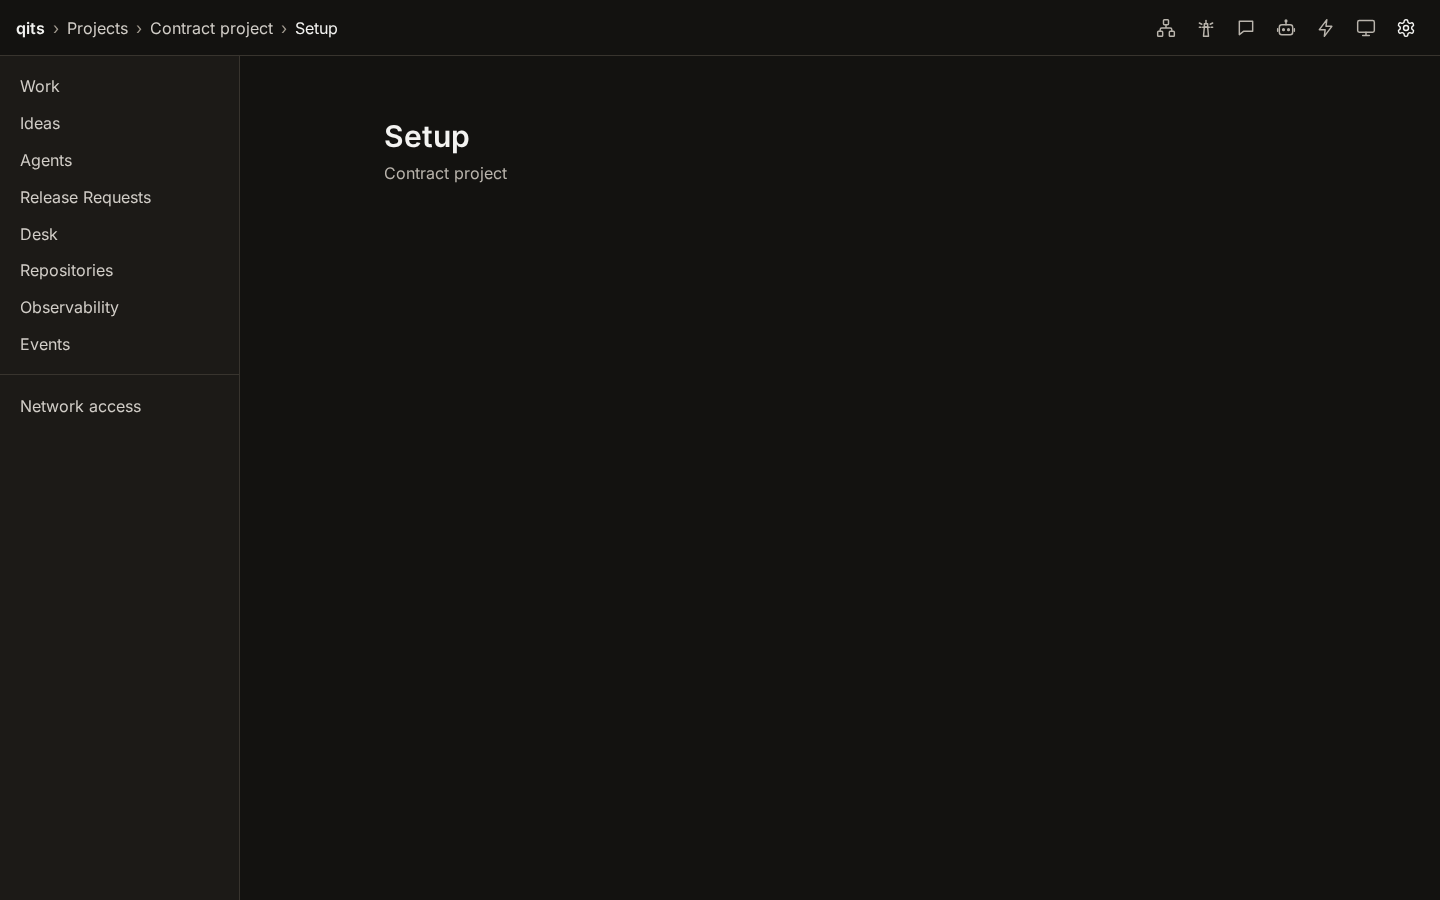 qits › Projects › Contract project › Setup
Work
Ideas
Agents
Release Requests
Desk
Repositories
Observability
Events
Network access
Setup
Contract project